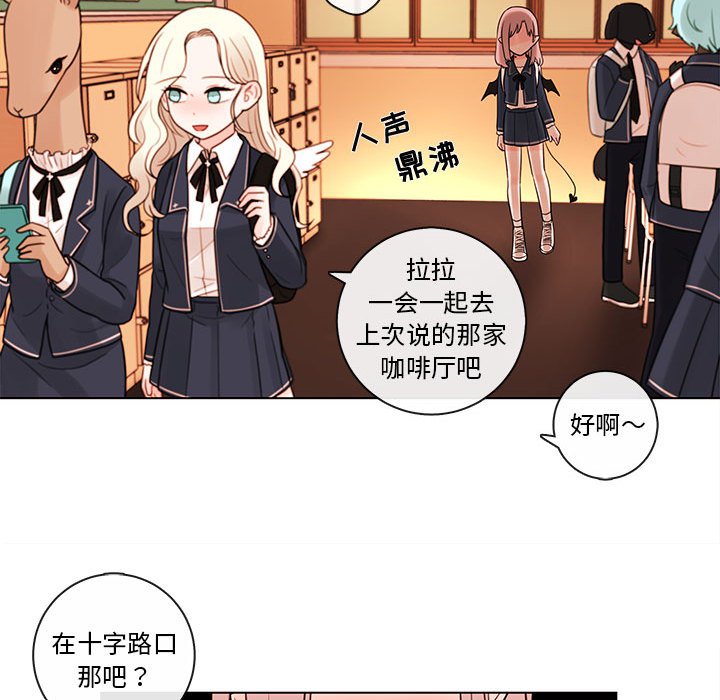 人声
鼎沸
拉拉
一会一起去
上次说的那家
咖啡厅吧
好啊～
在十字路口
那吧？